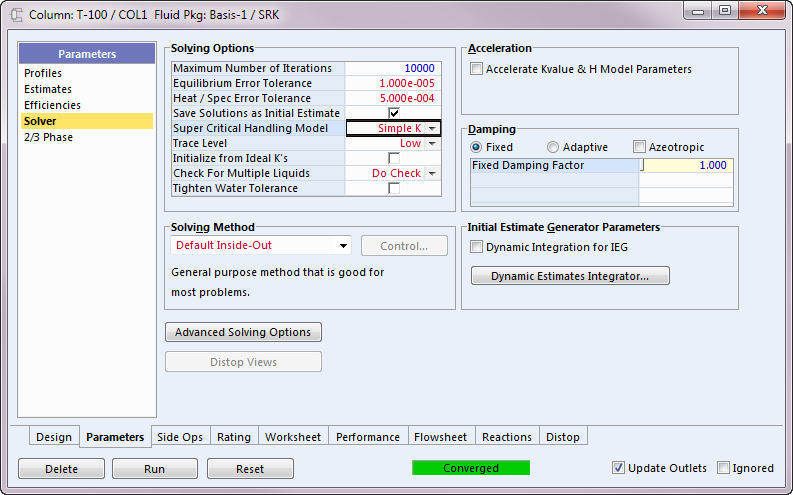 Column: T-100 / COL1 Fluid Pkg: Basis-1 / SRK
Parameters
Profiles
Estimates
Efficiencies
Solver
2/3 Phase
Solving Options
Maximum Number of Iterations 10000
Equilibrium Error Tolerance 1.000e-005
Heat / Spec Error Tolerance 5.000e-004
Save Solutions as Initial Estimate
Super Critical Handling Model Simple K
Trace Level Low
Initialize from Ideal K's
Check For Multiple Liquids Do Check
Tighten Water Tolerance
Acceleration
Accelerate Kvalue & H Model Parameters
Damping
Fixed Adaptive Azeotropic
Fixed Damping Factor 1.000
Solving Method
Default Inside-Out Control...
General purpose method that is good for
most problems.
Initial Estimate Generator Parameters
Dynamic Integration for IEG
Dynamic Estimates Integrator...
Advanced Solving Options
Distop Views
Design Parameters Side Ops Rating Worksheet Performance Flowsheet Reactions Distop
Delete Run Reset Converged Update Outlets Ignored